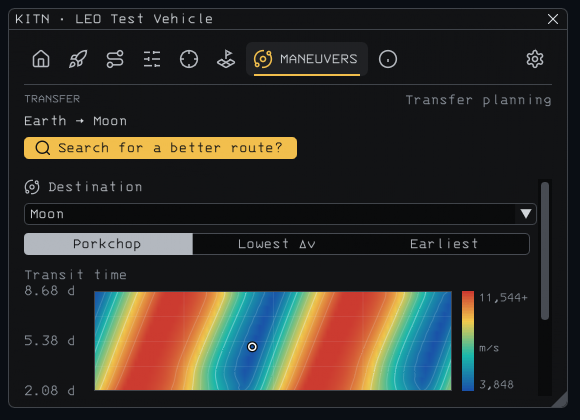 KITN · LEO Test Vehicle
MANEUVERS
TRANSFER
Transfer planning
Earth → Moon
Search for a better route?
Destination
Moon
Porkchop Lowest Δv Earliest
Transit time
8.68 d
11,544+
5.38 d
m/s
3,848
2.08 d